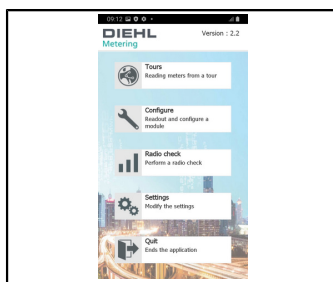 09:12
DIEHL
Metering
Version : 2.2
Tours
Reading meters from a tour
Configure
Readout and configure a
module
Radio check
Perform a radio check
Settings
Modify the settings
Quit
Ends the application